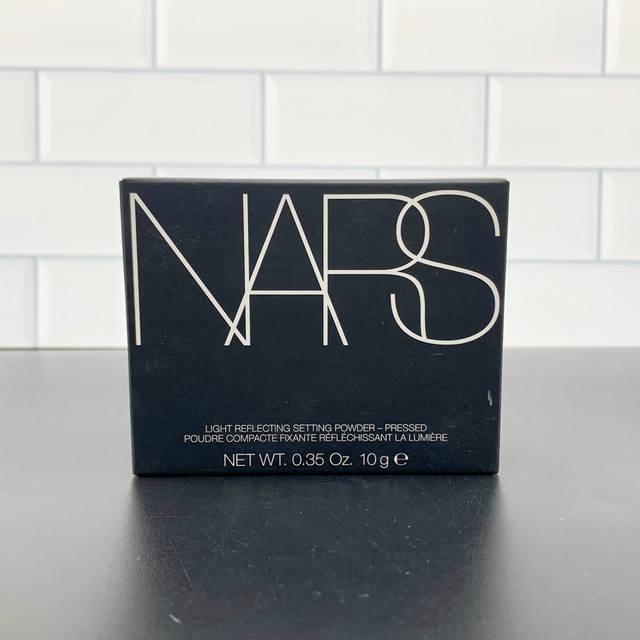 NARS
LIGHT REFLECTING SETTING POWDER – PRESSED
POUDRE COMPACTE FIXANTE RÉFLÉCHISSANT LA LUMIÈRE
NET WT. 0.35 Oz. 10 g ℮